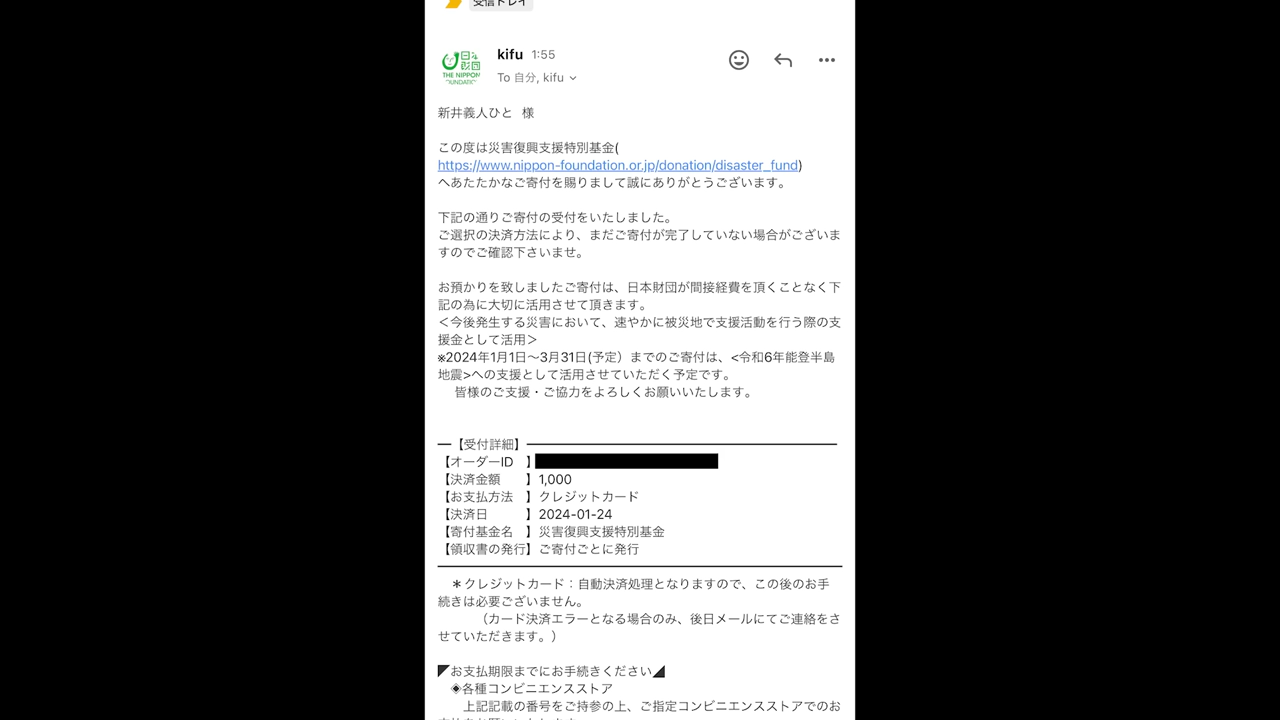 受信トレイ
kifu 1:55
To 自分, kifu
日本財団
THE NIPPON
FOUNDATION
新井義人ひと 様
この度は災害復興支援特別基金(
https://www.nippon-foundation.or.jp/donation/disaster_fund)
へあたたかなご寄付を賜りまして誠にありがとうございます。
下記の通りご寄付の受付をいたしました。
ご選択の決済方法により、まだご寄付が完了していない場合がございま
すのでご確認下さいませ。
お預かりを致しましたご寄付は、日本財団が間接経費を頂くことなく下
記の為に大切に活用させて頂きます。
＜今後発生する災害において、速やかに被災地で支援活動を行う際の支
援金として活用＞
※2024年1月1日～3月31日(予定）までのご寄付は、<令和6年能登半島
地震>への支援として活用させていただく予定です。
皆様のご支援・ご協力をよろしくお願いいたします。
━【受付詳細】━━━━━━━━━━━━━━━━━━━━
【オーダーID 】
【決済金額 】1,000
【お支払方法 】クレジットカード
【決済日 】2024-01-24
【寄付基金名 】災害復興支援特別基金
【領収書の発行】ご寄付ごとに発行
＊クレジットカード：自動決済処理となりますので、この後のお手
続きは必要ございません。
（カード決済エラーとなる場合のみ、後日メールにてご連絡をさ
せていただきます。）
◤お支払期限までにお手続きください◢
◈各種コンビニエンスストア
上記記載の番号をご持参の上、ご指定コンビニエンスストアでのお